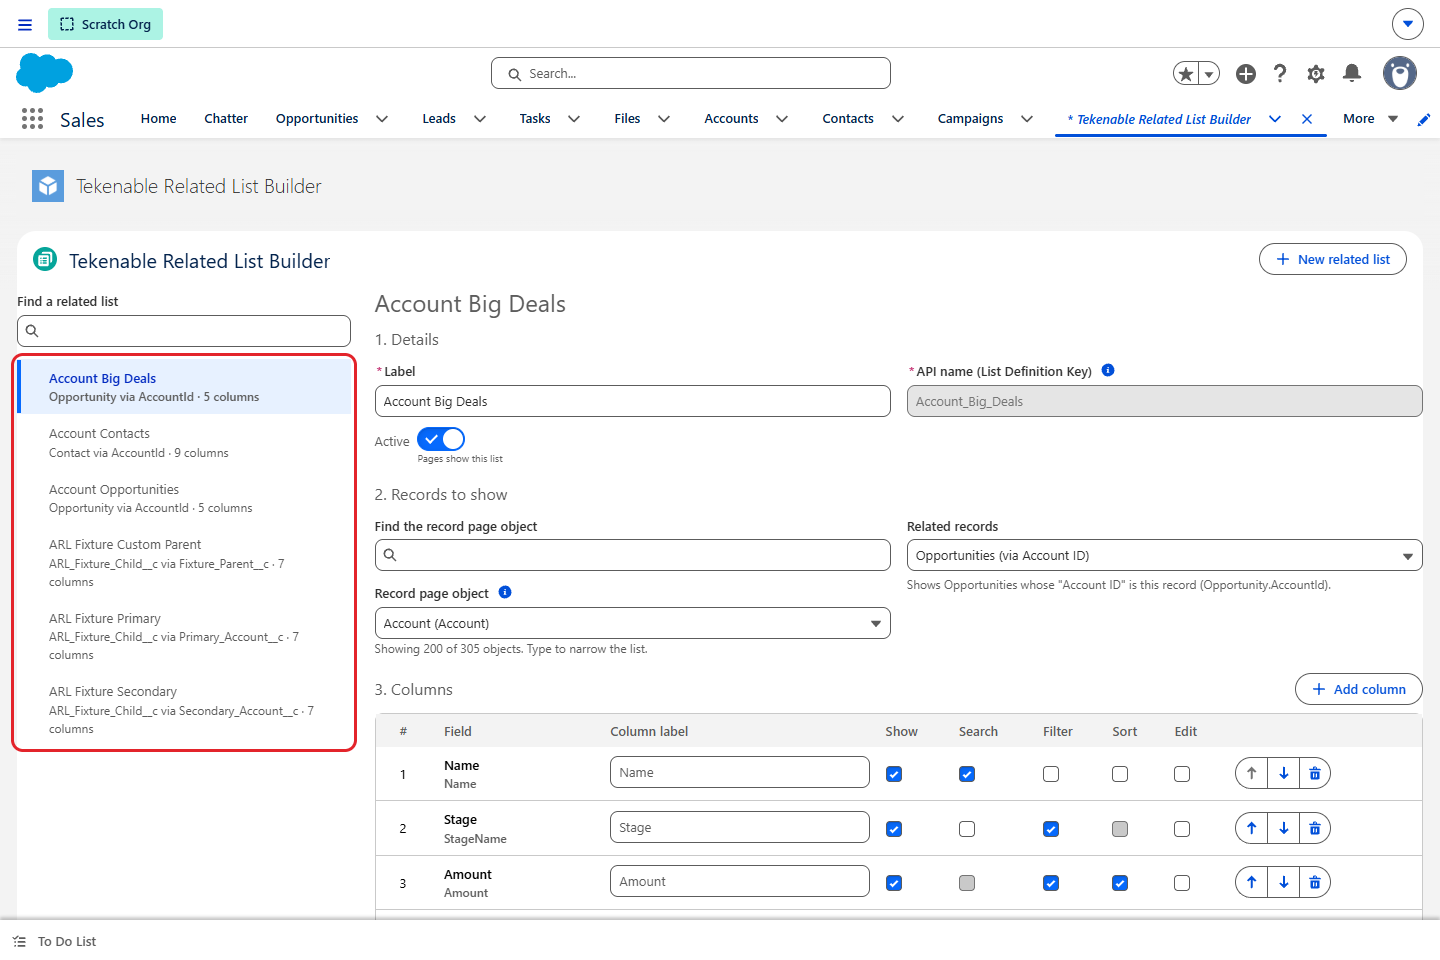 Scratch Org
Search...
Sales
Home
Chatter
Opportunities
Leads
Tasks
Files
Accounts
Contacts
Campaigns
* Tekenable Related List Builder
More
Tekenable Related List Builder
Tekenable Related List Builder
New related list
Find a related list
Account Big Deals
Opportunity via AccountId · 5 columns
Account Contacts
Contact via AccountId · 9 columns
Account Opportunities
Opportunity via AccountId · 5 columns
ARL Fixture Custom Parent
ARL_Fixture_Child__c via Fixture_Parent__c · 7
columns
ARL Fixture Primary
ARL_Fixture_Child__c via Primary_Account__c · 7
columns
ARL Fixture Secondary
ARL_Fixture_Child__c via Secondary_Account__c · 7
columns
Account Big Deals
1. Details
* Label
Account Big Deals
* API name (List Definition Key)
Account_Big_Deals
Active
Pages show this list
2. Records to show
Find the record page object
Related records
Opportunities (via Account ID)
Shows Opportunities whose "Account ID" is this record (Opportunity.AccountId).
Record page object
Account (Account)
Showing 200 of 305 objects. Type to narrow the list.
3. Columns
Add column
# Field Column label Show Search Filter Sort Edit
1 Name Name
Name
2 Stage Stage
StageName
3 Amount Amount
Amount
To Do List